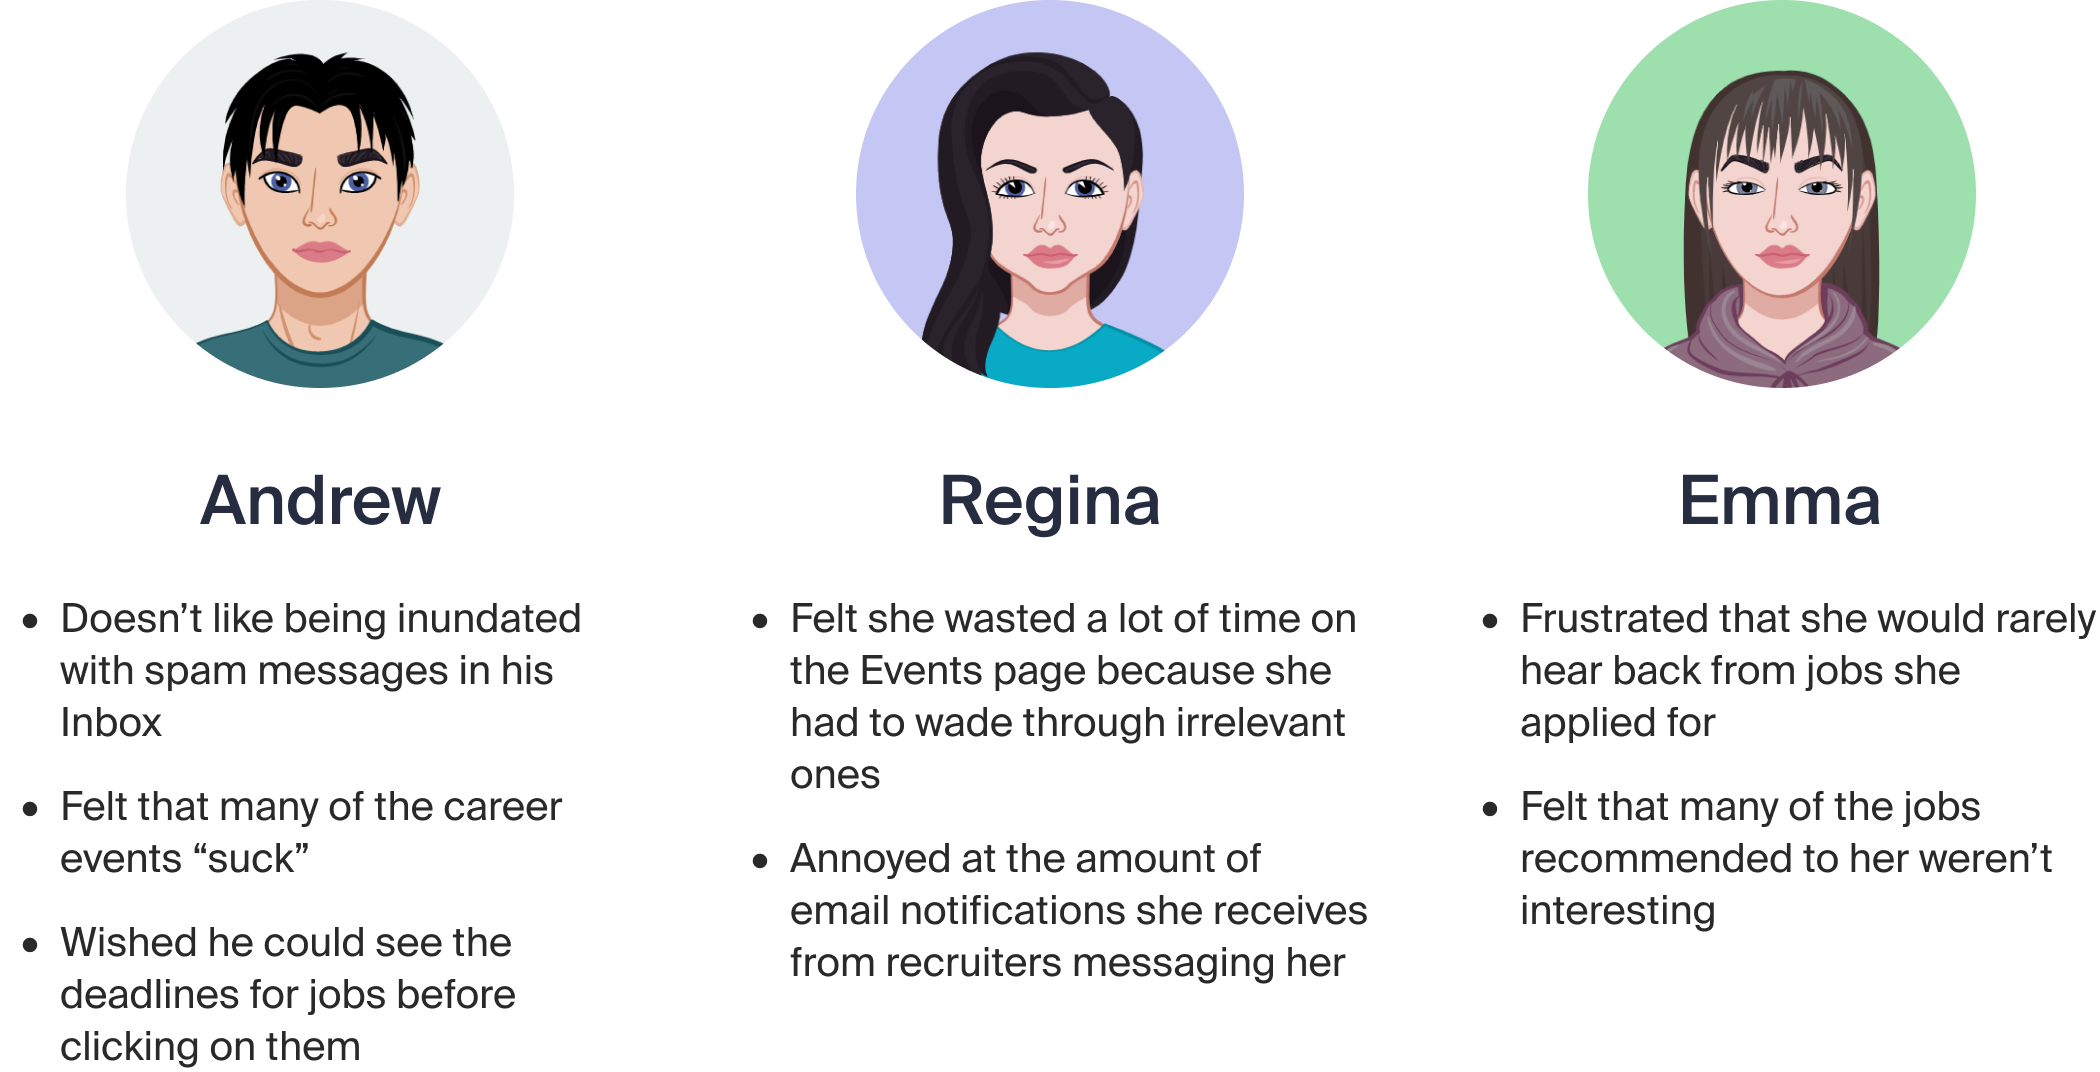 Andrew
• Doesn’t like being inundated
with spam messages in his
Inbox
• Felt that many of the career
events “suck”
• Wished he could see the
deadlines for jobs before
clicking on them
Regina
• Felt she wasted a lot of time on
the Events page because she
had to wade through irrelevant
ones
• Annoyed at the amount of
email notifications she receives
from recruiters messaging her
Emma
• Frustrated that she would rarely
hear back from jobs she
applied for
• Felt that many of the jobs
recommended to her weren’t
interesting